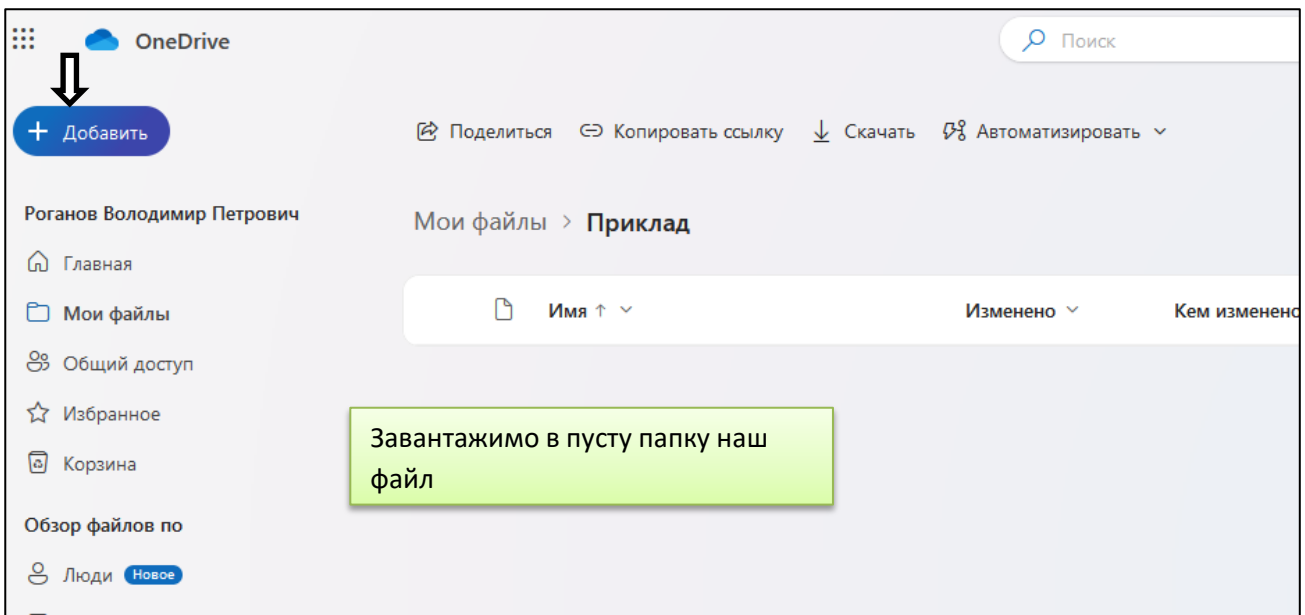 OneDrive
Поиск
Добавить
Поделиться Копировать ссылку Скачать Автоматизировать
Роганов Володимир Петрович
Мои файлы > Приклад
Главная
Мои файлы
Имя ↑ Изменено Кем изменено
Общий доступ
Избранное
Корзина
Завантажимо в пусту папку наш
файл
Обзор файлов по
Люди Новое